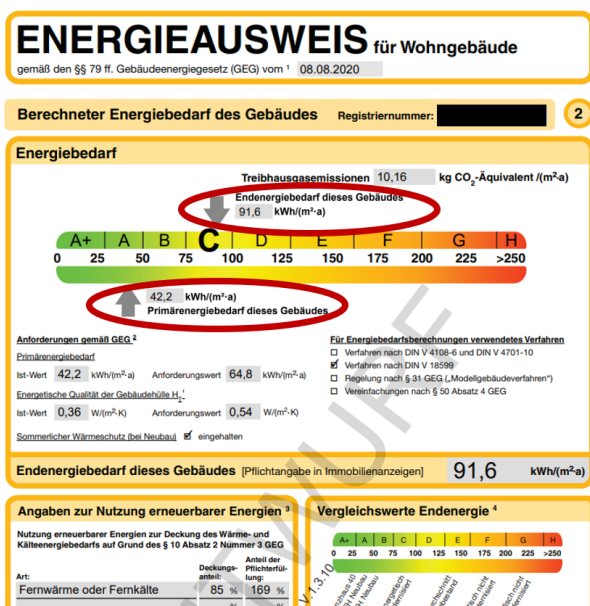 ENERGIEAUSWEIS für Wohngebäude
gemäß den §§ 79 ff. Gebäudeenergiegesetz (GEG) vom ¹ 08.08.2020
Berechneter Energiebedarf des Gebäudes Registriernummer: 2
Energiebedarf
Treibhausgasemissionen 10,16 kg CO₂-Äquivalent /(m²·a)
Endenergiebedarf dieses Gebäudes
91,6 kWh/(m²·a)
A+ A B C D E F G H
0 25 50 75 100 125 150 175 200 225 >250
42,2 kWh/(m²·a)
Primärenergiebedarf dieses Gebäudes
Anforderungen gemäß GEG ²
Primärenergiebedarf
Ist-Wert 42,2 kWh/(m²·a) Anforderungswert 64,8 kWh/(m²·a)
Energetische Qualität der Gebäudehülle H_T'
Ist-Wert 0,36 W/(m²·K) Anforderungswert 0,54 W/(m²·K)
Sommerlicher Wärmeschutz (bei Neubau) eingehalten
Für Energiebedarfsberechnungen verwendetes Verfahren
Verfahren nach DIN V 4108-6 und DIN V 4701-10
Verfahren nach DIN V 18599
Regelung nach § 31 GEG („Modellgebäudeverfahren")
Vereinfachungen nach § 50 Absatz 4 GEG
Endenergiebedarf dieses Gebäudes [Pflichtangabe in Immobilienanzeigen] 91,6 kWh/(m²·a)
Angaben zur Nutzung erneuerbarer Energien ³
Nutzung erneuerbarer Energien zur Deckung des Wärme- und
Kälteenergiebedarfs auf Grund des § 10 Absatz 2 Nummer 3 GEG
Art: Deckungs-anteil: Anteil der Pflichterfül-lung:
Fernwärme oder Fernkälte 85 % 169 %
% %
Vergleichswerte Endenergie ⁴
A+ A B C D E F G H
0 25 50 75 100 125 150 175 200 225 >250
V 1.3.10